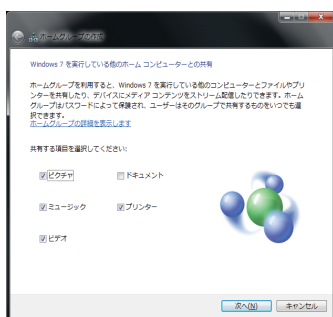 ホームグループの作成
Windows 7 を実行している他のホーム コンピューターとの共有
ホームグループを利用すると、Windows 7 を実行している他のコンピューターとファイルやプリ
ンターを共有したり、デバイスにメディア コンテンツをストリーム配信したりできます。ホーム
グループはパスワードによって保護され、ユーザーはそのグループで共有するものをいつでも選
択できます。
ホームグループの詳細を表示します
共有する項目を選択してください:
ピクチャ
ドキュメント
ミュージック
プリンター
ビデオ
次へ(N)
キャンセル